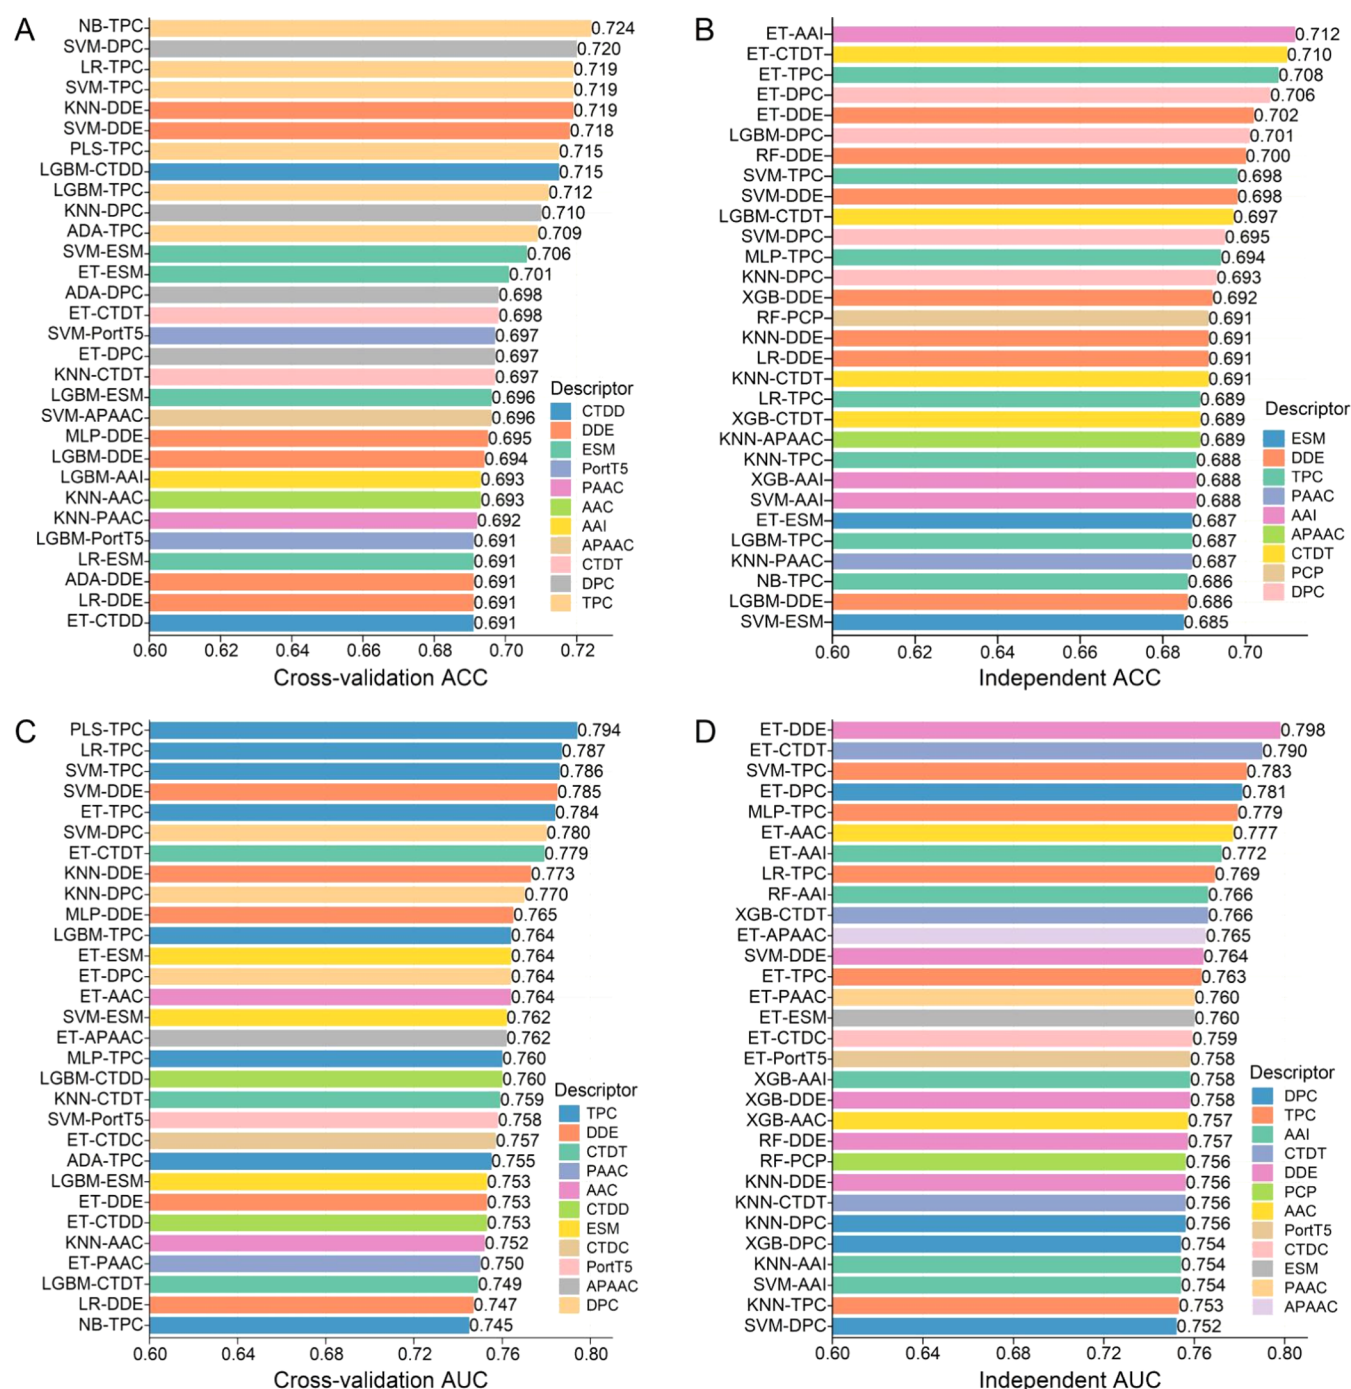 A
NB-TPC 0.724
SVM-DPC 0.720
LR-TPC 0.719
SVM-TPC 0.719
KNN-DDE 0.719
SVM-DDE 0.718
PLS-TPC 0.715
LGBM-CTDD 0.715
LGBM-TPC 0.712
KNN-DPC 0.710
ADA-TPC 0.709
SVM-ESM 0.706
ET-ESM 0.701
ADA-DPC 0.698
ET-CTDT 0.698
SVM-PortT5 0.697
ET-DPC 0.697
KNN-CTDT 0.697
LGBM-ESM 0.696
SVM-APAAC 0.696
MLP-DDE 0.695
LGBM-DDE 0.694
LGBM-AAI 0.693
KNN-AAC 0.693
KNN-PAAC 0.692
LGBM-PortT5 0.691
LR-ESM 0.691
ADA-DDE 0.691
LR-DDE 0.691
ET-CTDD 0.691
Descriptor
CTDD
DDE
ESM
PortT5
PAAC
AAC
AAI
APAAC
CTDT
DPC
TPC
0.60 0.62 0.64 0.66 0.68 0.70 0.72
Cross-validation ACC
B
ET-AAI 0.712
ET-CTDT 0.710
ET-TPC 0.708
ET-DPC 0.706
ET-DDE 0.702
LGBM-DPC 0.701
RF-DDE 0.700
SVM-TPC 0.698
SVM-DDE 0.698
LGBM-CTDT 0.697
SVM-DPC 0.695
MLP-TPC 0.694
KNN-DPC 0.693
XGB-DDE 0.692
RF-PCP 0.691
KNN-DDE 0.691
LR-DDE 0.691
KNN-CTDT 0.691
LR-TPC 0.689
XGB-CTDT 0.689
KNN-APAAC 0.689
KNN-TPC 0.688
XGB-AAI 0.688
SVM-AAI 0.688
ET-ESM 0.687
LGBM-TPC 0.687
KNN-PAAC 0.687
NB-TPC 0.686
LGBM-DDE 0.686
SVM-ESM 0.685
Descriptor
ESM
DDE
TPC
PAAC
AAI
APAAC
CTDT
PCP
DPC
0.60 0.62 0.64 0.66 0.68 0.70
Independent ACC
C
PLS-TPC 0.794
LR-TPC 0.787
SVM-TPC 0.786
SVM-DDE 0.785
ET-TPC 0.784
SVM-DPC 0.780
ET-CTDT 0.779
KNN-DDE 0.773
KNN-DPC 0.770
MLP-DDE 0.765
LGBM-TPC 0.764
ET-ESM 0.764
ET-DPC 0.764
ET-AAC 0.764
SVM-ESM 0.762
ET-APAAC 0.762
MLP-TPC 0.760
LGBM-CTDD 0.760
KNN-CTDT 0.759
SVM-PortT5 0.758
ET-CTDC 0.757
ADA-TPC 0.755
LGBM-ESM 0.753
ET-DDE 0.753
ET-CTDD 0.753
KNN-AAC 0.752
ET-PAAC 0.750
LGBM-CTDT 0.749
LR-DDE 0.747
NB-TPC 0.745
Descriptor
TPC
DDE
CTDT
PAAC
AAC
CTDD
ESM
CTDC
PortT5
APAAC
DPC
0.60 0.64 0.68 0.72 0.76 0.80
Cross-validation AUC
D
ET-DDE 0.798
ET-CTDT 0.790
SVM-TPC 0.783
ET-DPC 0.781
MLP-TPC 0.779
ET-AAC 0.777
ET-AAI 0.772
LR-TPC 0.769
RF-AAI 0.766
XGB-CTDT 0.766
ET-APAAC 0.765
SVM-DDE 0.764
ET-TPC 0.763
ET-PAAC 0.760
ET-ESM 0.760
ET-CTDC 0.759
ET-PortT5 0.758
XGB-AAI 0.758
XGB-DDE 0.758
XGB-AAC 0.757
RF-DDE 0.757
RF-PCP 0.756
KNN-DDE 0.756
KNN-CTDT 0.756
KNN-DPC 0.756
XGB-DPC 0.754
KNN-AAI 0.754
SVM-AAI 0.754
KNN-TPC 0.753
SVM-DPC 0.752
Descriptor
DPC
TPC
AAI
CTDT
DDE
PCP
AAC
PortT5
CTDC
ESM
PAAC
APAAC
0.60 0.64 0.68 0.72 0.76 0.80
Independent AUC